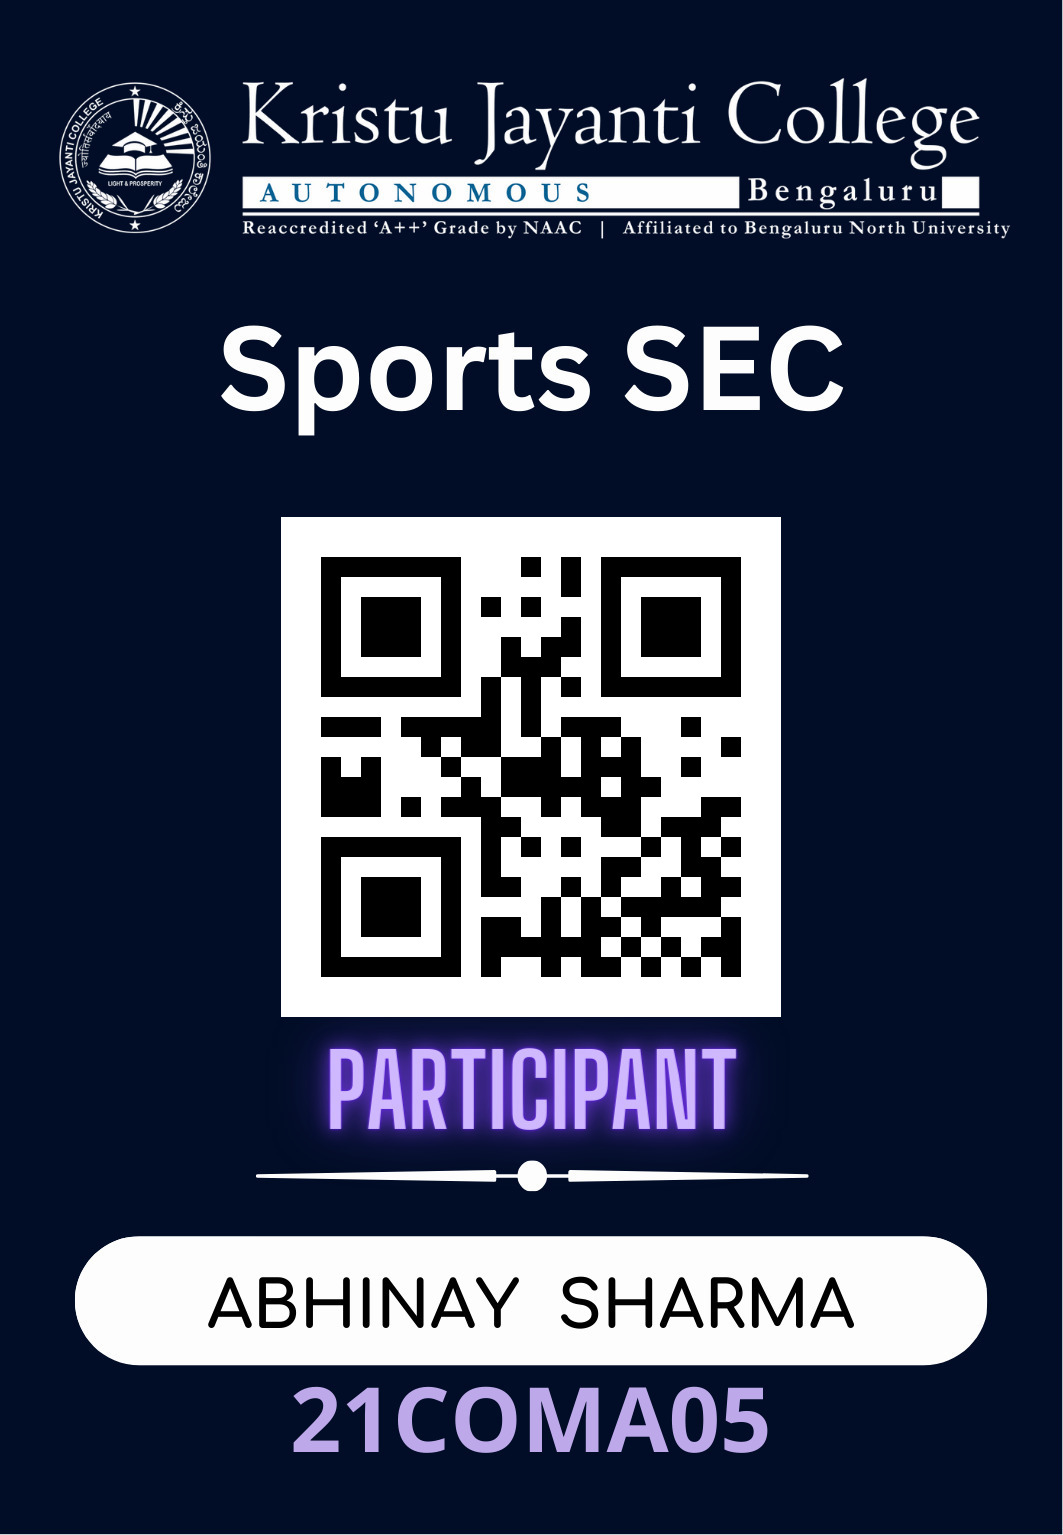 KRISTU JAYANTI COLLEGE
LIGHT & PROSPERITY
Kristu Jayanti College
AUTONOMOUS Bengaluru
Reaccredited ‘A++’ Grade by NAAC | Affiliated to Bengaluru North University
Sports SEC
PARTICIPANT
ABHINAY SHARMA
21COMA05